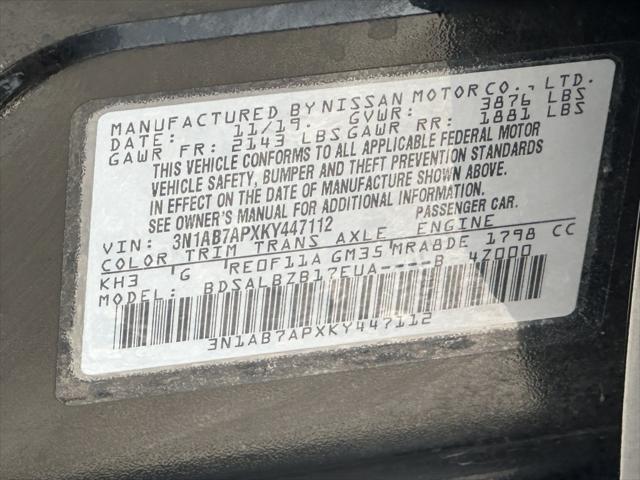 MANUFACTURED BY NISSAN MOTOR CO., LTD.
DATE: 11/19. GVWR: 3876 LBS
GAWR FR: 2143 LBS GAWR RR: 1881 LBS
THIS VEHICLE CONFORMS TO ALL APPLICABLE FEDERAL MOTOR
VEHICLE SAFETY, BUMPER AND THEFT PREVENTION STANDARDS
IN EFFECT ON THE DATE OF MANUFACTURE SHOWN ABOVE.
SEE OWNER'S MANUAL FOR ADDITIONAL INFORMATION.
VIN: 3N1AB7APXKY447112 PASSENGER CAR.
COLOR TRIM TRANS AXLE ENGINE
KH3 G RE0F11A GM35 MRA8DE 1798 CC
MODEL: BDSALBZB17EUA----B 47000
3N1AB7APXKY447112